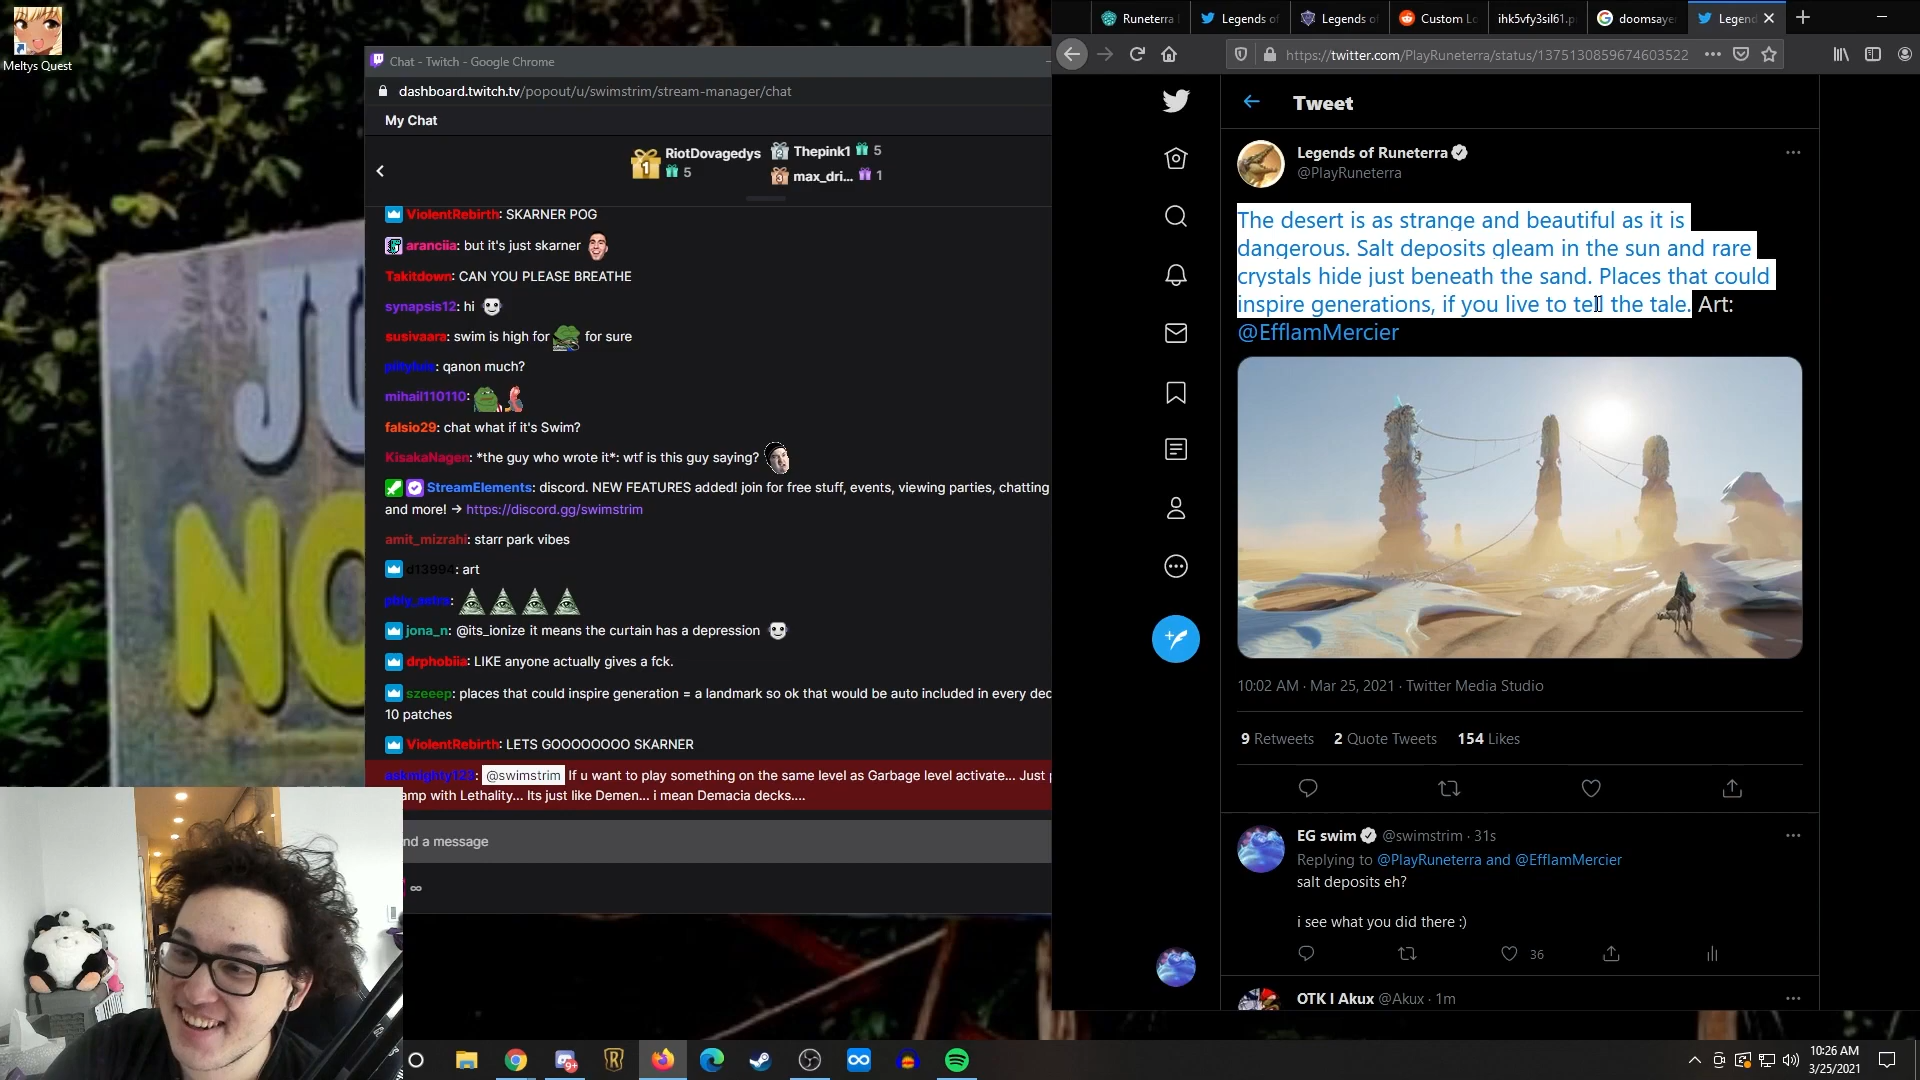 Meltys Quest
JO
NO
Chat - Twitch - Google Chrome
dashboard.twitch.tv/popout/u/swimstrim/stream-manager/chat
My Chat
1 RiotDovagedys 5
2 Thepink1 5
3 max_dri... 1
ViolentRebirth: SKARNER POG
aranciia: but it's just skarner
Takitdown: CAN YOU PLEASE BREATHE
synapsis12: hi
susivaara: swim is high for for sure
qanon much?
mihail110110:
falsio29: chat what if it's Swim?
KisakaNagen: *the guy who wrote it*: wtf is this guy saying?
StreamElements: discord. NEW FEATURES added! join for free stuff, events, viewing parties, chatting
and more! → https://discord.gg/swimstrim
amit_mizrahi: starr park vibes
d13994: art
jona_n: @its_ionize it means the curtain has a depression
drphobiia: LIKE anyone actually gives a fck.
szeeep: places that could inspire generation = a landmark so ok that would be auto included in every dec
10 patches
ViolentRebirth: LETS GOOOOOOOO SKARNER
askmighty123: @swimstrim If u want to play something on the same level as Garbage level activate... Just p
amp with Lethality... Its just like Demen... i mean Demacia decks....
nd a message
∞
Runeterra
Legends of
Legends of
Custom Lo
ihk5vfy3sil61.p
doomsaye
Legend
https://twitter.com/PlayRuneterra/status/1375130859674603522
Tweet
Legends of Runeterra
@PlayRuneterra
The desert is as strange and beautiful as it is
dangerous. Salt deposits gleam in the sun and rare
crystals hide just beneath the sand. Places that could
inspire generations, if you live to tell the tale. Art:
@EfflamMercier
10:02 AM · Mar 25, 2021 · Twitter Media Studio
9 Retweets 2 Quote Tweets 154 Likes
EG swim @swimstrim · 31s
Replying to @PlayRuneterra and @EfflamMercier
salt deposits eh?
i see what you did there :)
36
OTK I Akux @Akux · 1m
10:26 AM
3/25/2021